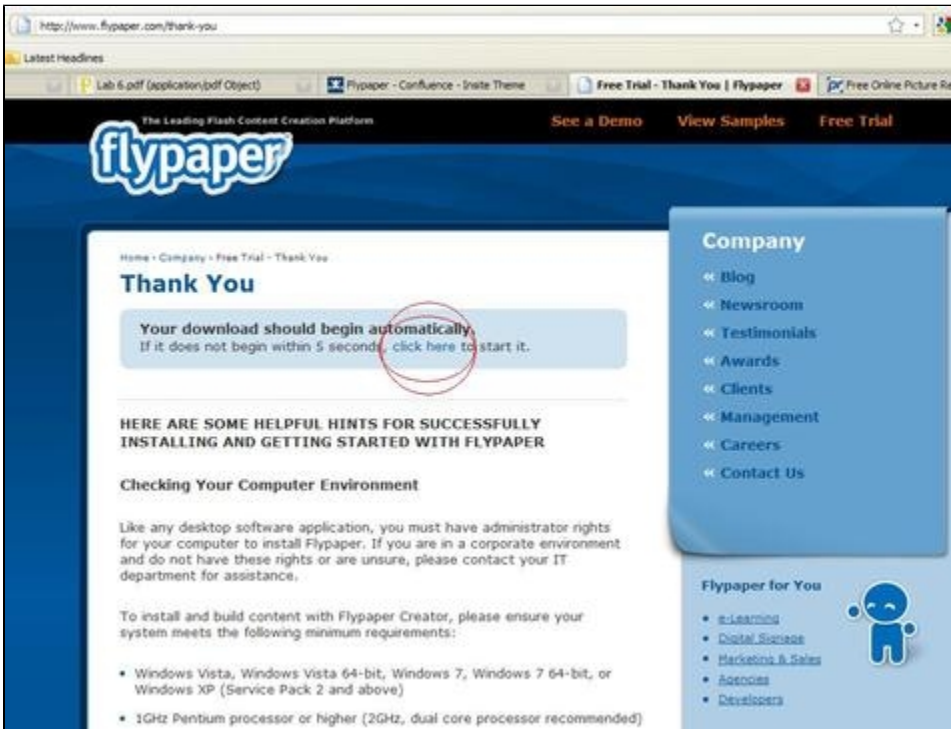 http://www.flypaper.com/thank-you
Latest Headlines
Lab 6.pdf (application/pdf Object)
Flypaper - Confluence - Insite Theme
Free Trial - Thank You | Flypaper
Free Online Picture Re
The Leading Flash Content Creation Platform
See a Demo
View Samples
Free Trial
flypaper
Home › Company › Free Trial - Thank You
Thank You
Your download should begin automatically.
If it does not begin within 5 seconds, click here to start it.
HERE ARE SOME HELPFUL HINTS FOR SUCCESSFULLY
INSTALLING AND GETTING STARTED WITH FLYPAPER
Checking Your Computer Environment
Like any desktop software application, you must have administrator rights
for your computer to install Flypaper. If you are in a corporate environment
and do not have these rights or are unsure, please contact your IT
department for assistance.
To install and build content with Flypaper Creator, please ensure your
system meets the following minimum requirements:
• Windows Vista, Windows Vista 64-bit, Windows 7, Windows 7 64-bit, or
Windows XP (Service Pack 2 and above)
• 1GHz Pentium processor or higher (2GHz, dual core processor recommended)
Company
« Blog
« Newsroom
« Testimonials
« Awards
« Clients
« Management
« Careers
« Contact Us
Flypaper for You
• e-Learning
• Digital Signage
• Marketing & Sales
• Agencies
• Developers